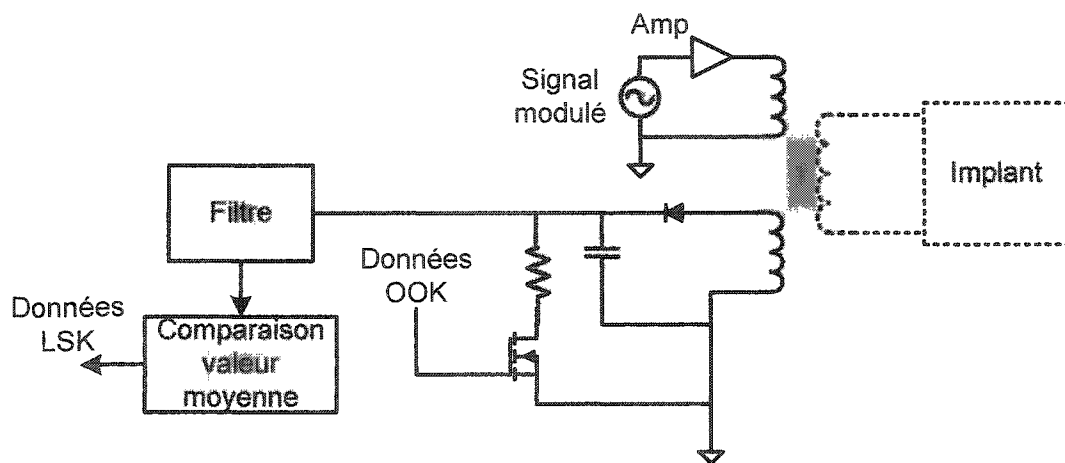 Amp
Signal
modulé
Implant
Filtre
Données
OOK
Données
LSK
Comparaison
valeur
moyenne